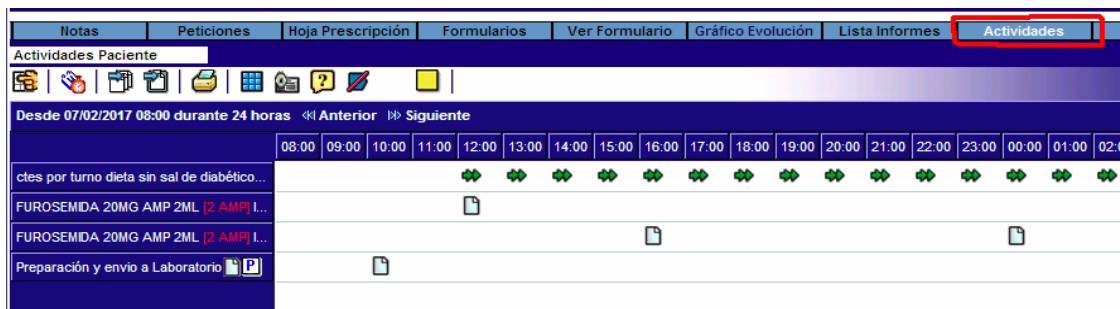 Notas Peticiones Hoja Prescripción Formularios Ver Formulario Gráfico Evolución Lista Informes Actividades
Actividades Paciente
Desde 07/02/2017 08:00 durante 24 horas Anterior Siguiente
08:00 09:00 10:00 11:00 12:00 13:00 14:00 15:00 16:00 17:00 18:00 19:00 20:00 21:00 22:00 23:00 00:00 01:00 02:
ctes por turno dieta sin sal de diabético...
FUROSEMIDA 20MG AMP 2ML [2 AMP] I...
FUROSEMIDA 20MG AMP 2ML [2 AMP] I...
Preparación y envio a Laboratorio P